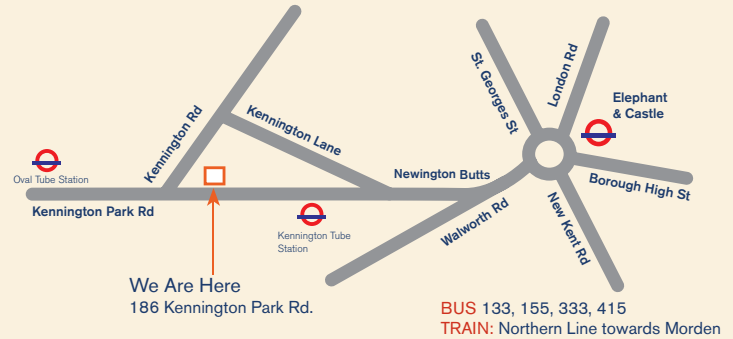 St. Georges St
London Rd
Elephant
& Castle
Kennington Rd
Kennington Lane
Oval Tube Station
Newington Butts
Borough High St
Kennington Park Rd
Walworth Rd
New Kent Rd
Kennington Tube
Station
We Are Here
186 Kennington Park Rd.
BUS 133, 155, 333, 415
TRAIN: Northern Line towards Morden